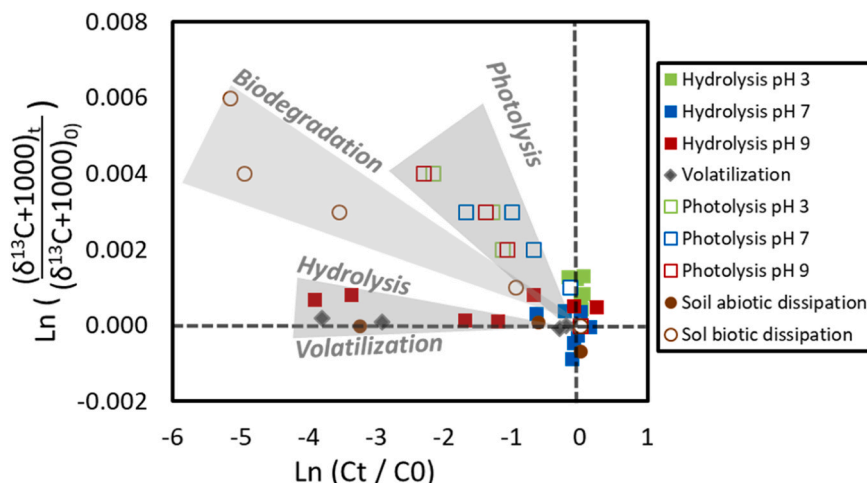 0.008
0.006
0.004
0.002
0.000
-0.002
Ln ( (δ¹³C+1000)t
(δ¹³C+1000)0)
)
Biodegradation
Photolysis
Hydrolysis
Volatilization
-6 -5 -4 -3 -2 -1 0 1
Ln (Ct / C0)
Hydrolysis pH 3
Hydrolysis pH 7
Hydrolysis pH 9
Volatilization
Photolysis pH 3
Photolysis pH 7
Photolysis pH 9
Soil abiotic dissipation
Sol biotic dissipation